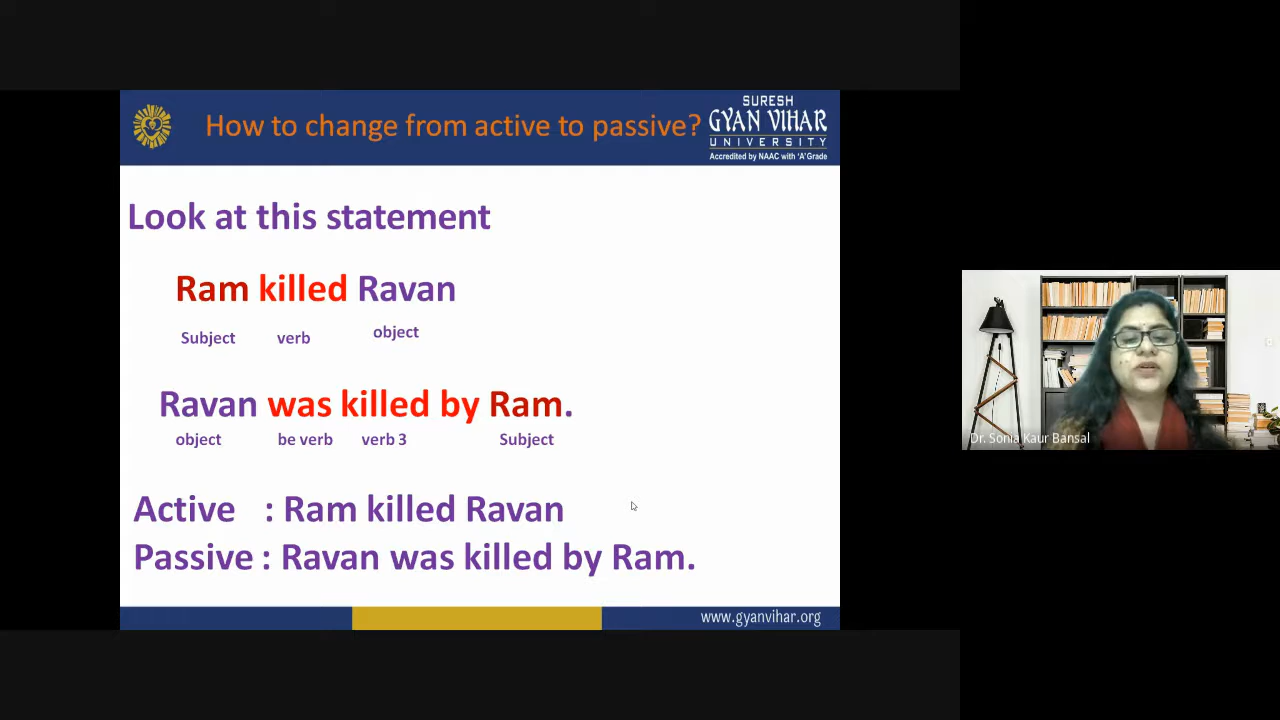 How to change from active to passive?
SURESH
GYAN VIHAR
UNIVERSITY
Accredited by NAAC with 'A' Grade
Look at this statement
Ram killed Ravan
Subject verb object
Ravan was killed by Ram.
object be verb verb 3 Subject
Active : Ram killed Ravan
Passive : Ravan was killed by Ram.
www.gyanvihar.org
Dr. Sonia Kaur Bansal